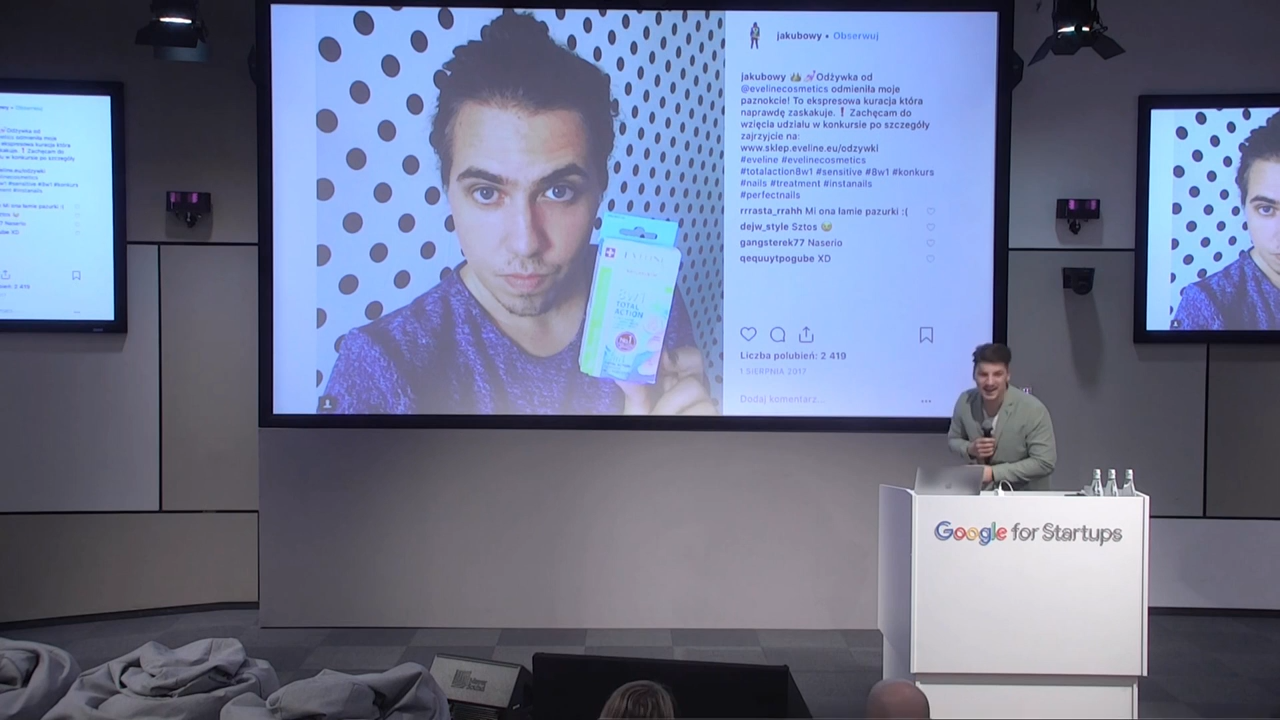 jakubowy • Obserwuj
jakubowy 👑 💅Odżywka od
@evelinecosmetics odmieniła moje
paznokcie! To ekspresowa kuracja która
naprawdę zaskakuje. ❗ Zachęcam do
wzięcia udziału w konkursie po szczegóły
zajrzyjcie na:
www.sklep.eveline.eu/odzywki
#eveline #evelinecosmetics
#totalaction8w1 #sensitive #8w1 #konkurs
#nails #treatment #instanails
#perfectnails
rrrasta_rrahh Mi ona łamie pazurki :(
dejw_style Sztos 😂
gangsterek77 Naserio
qequuytpogube XD
Liczba polubień: 2 419
1 SIERPNIA 2017
Dodaj komentarz...
EVELINE
8w1
TOTAL
ACTION
Google for Startups